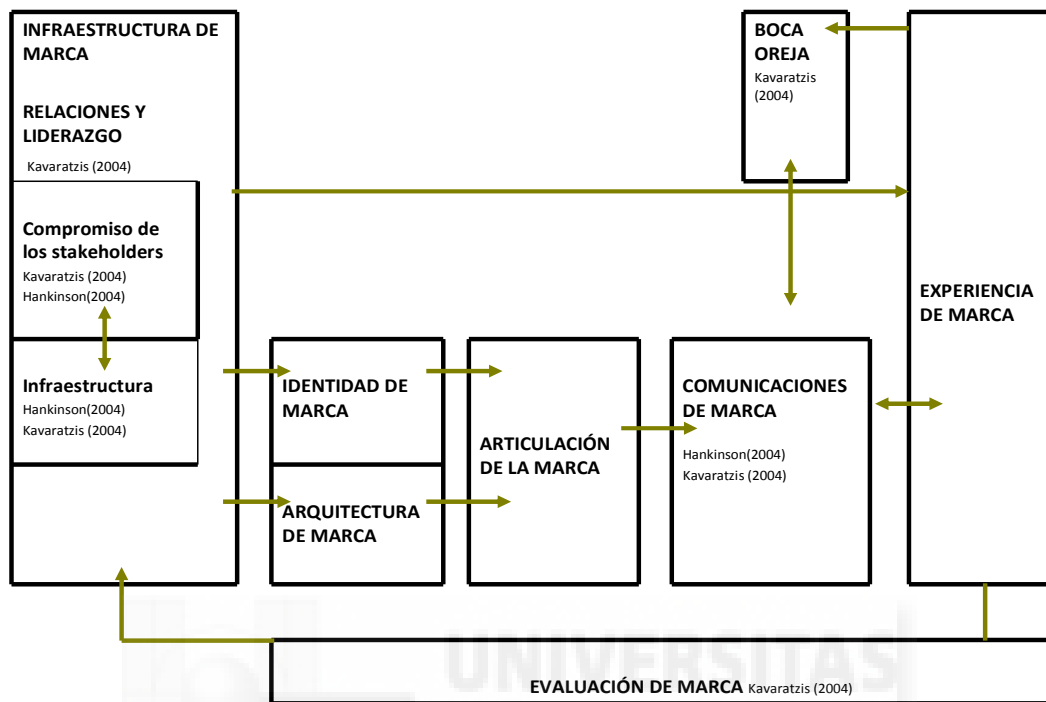 INFRAESTRUCTURA DE
MARCA
RELACIONES Y
LIDERAZGO
Kavaratzis (2004)
Compromiso de
los stakeholders
Kavaratzis (2004)
Hankinson(2004)
Infraestructura
Hankinson(2004)
Kavaratzis (2004)
IDENTIDAD DE
MARCA
ARQUITECTURA
DE MARCA
ARTICULACIÓN
DE LA MARCA
COMUNICACIONES
DE MARCA
Hankinson(2004)
Kavaratzis (2004)
BOCA
OREJA
Kavaratzis
(2004)
EXPERIENCIA
DE MARCA
UNIVERSITAS
EVALUACIÓN DE MARCA Kavaratzis (2004)